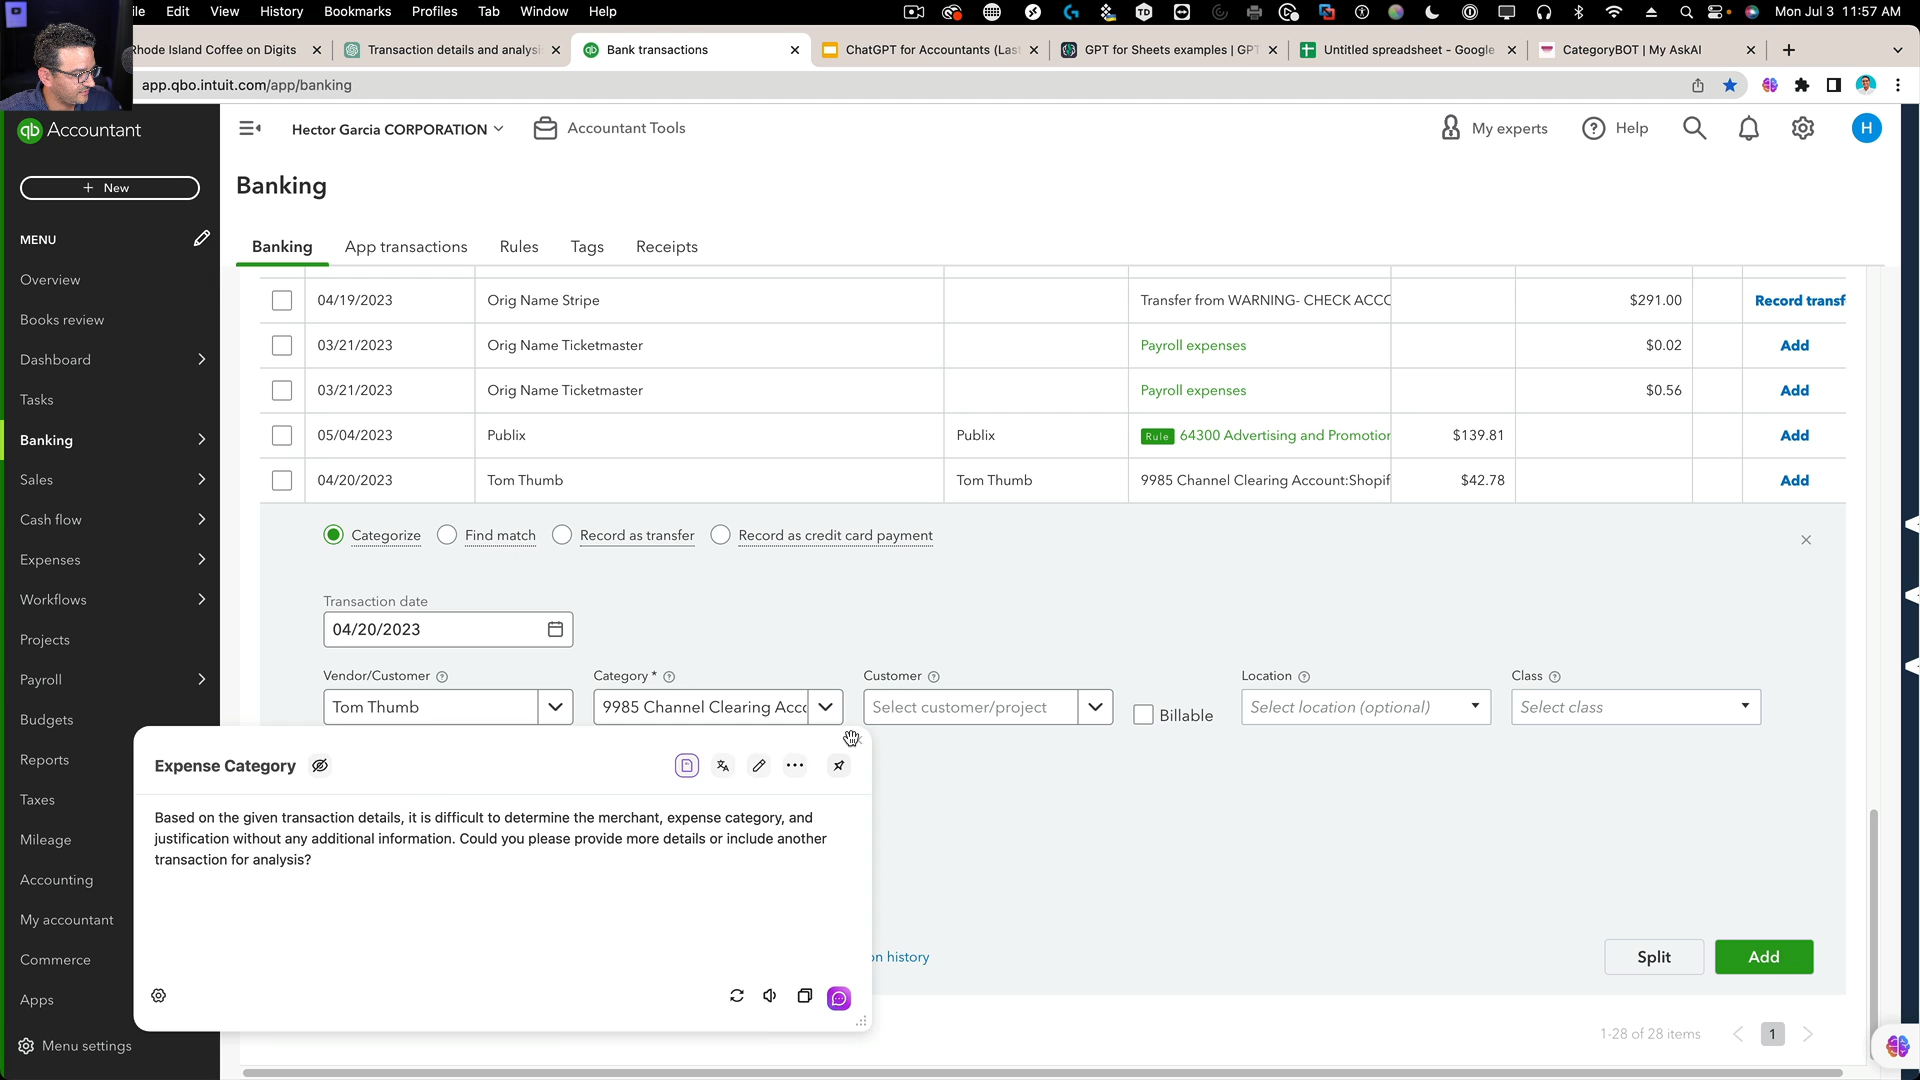 ile Edit View History Bookmarks Profiles Tab Window Help Mon Jul 3 11:57 AM
Rhode Island Coffee on Digits Transaction details and analysi Bank transactions ChatGPT for Accountants (Las GPT for Sheets examples | GPT Untitled spreadsheet - Google CategoryBOT | My AskAI
app.qbo.intuit.com/app/banking
qb Accountant Hector Garcia CORPORATION Accountant Tools My experts Help H
+ New
Banking
MENU
Banking App transactions Rules Tags Receipts
Overview
Books review
Dashboard
Tasks
Banking
Sales
Cash flow
Expenses
Workflows
Projects
Payroll
Budgets
Reports
Taxes
Mileage
Accounting
My accountant
Commerce
Apps
Menu settings
04/19/2023 Orig Name Stripe Transfer from WARNING- CHECK ACCC $291.00 Record transf
03/21/2023 Orig Name Ticketmaster Payroll expenses $0.02 Add
03/21/2023 Orig Name Ticketmaster Payroll expenses $0.56 Add
05/04/2023 Publix Publix Rule 64300 Advertising and Promotion $139.81 Add
04/20/2023 Tom Thumb Tom Thumb 9985 Channel Clearing Account:Shopif $42.78 Add
Categorize Find match Record as transfer Record as credit card payment
Transaction date
04/20/2023
Vendor/Customer Category * Customer Location Class
Tom Thumb 9985 Channel Clearing Acco Select customer/project Billable Select location (optional) Select class
Expense Category
Based on the given transaction details, it is difficult to determine the merchant, expense category, and
justification without any additional information. Could you please provide more details or include another
transaction for analysis?
on history Split Add
1-28 of 28 items 1